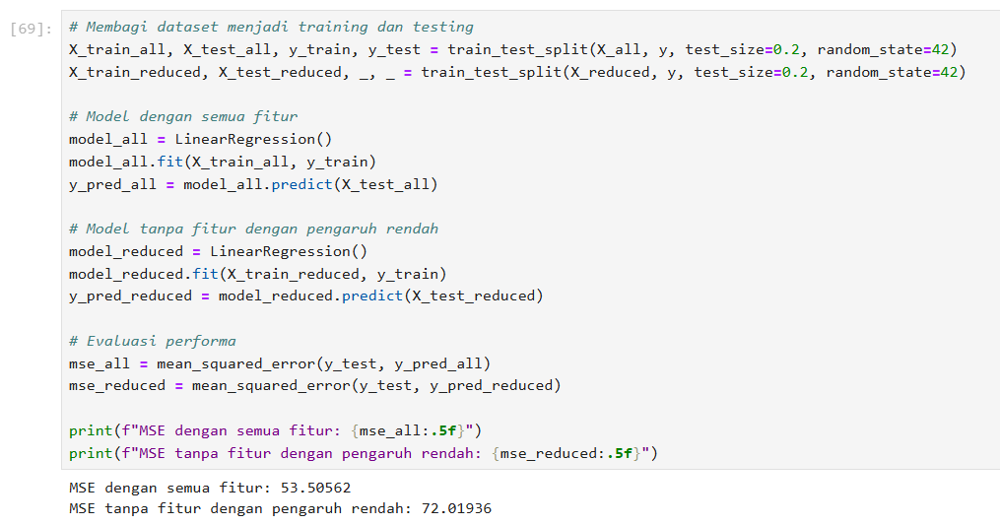 [69]:
# Membagi dataset menjadi training dan testing
X_train_all, X_test_all, y_train, y_test = train_test_split(X_all, y, test_size=0.2, random_state=42)
X_train_reduced, X_test_reduced, _, _ = train_test_split(X_reduced, y, test_size=0.2, random_state=42)
# Model dengan semua fitur
model_all = LinearRegression()
model_all.fit(X_train_all, y_train)
y_pred_all = model_all.predict(X_test_all)
# Model tanpa fitur dengan pengaruh rendah
model_reduced = LinearRegression()
model_reduced.fit(X_train_reduced, y_train)
y_pred_reduced = model_reduced.predict(X_test_reduced)
# Evaluasi performa
mse_all = mean_squared_error(y_test, y_pred_all)
mse_reduced = mean_squared_error(y_test, y_pred_reduced)
print(f"MSE dengan semua fitur: {mse_all:.5f}")
print(f"MSE tanpa fitur dengan pengaruh rendah: {mse_reduced:.5f}")
MSE dengan semua fitur: 53.50562
MSE tanpa fitur dengan pengaruh rendah: 72.01936